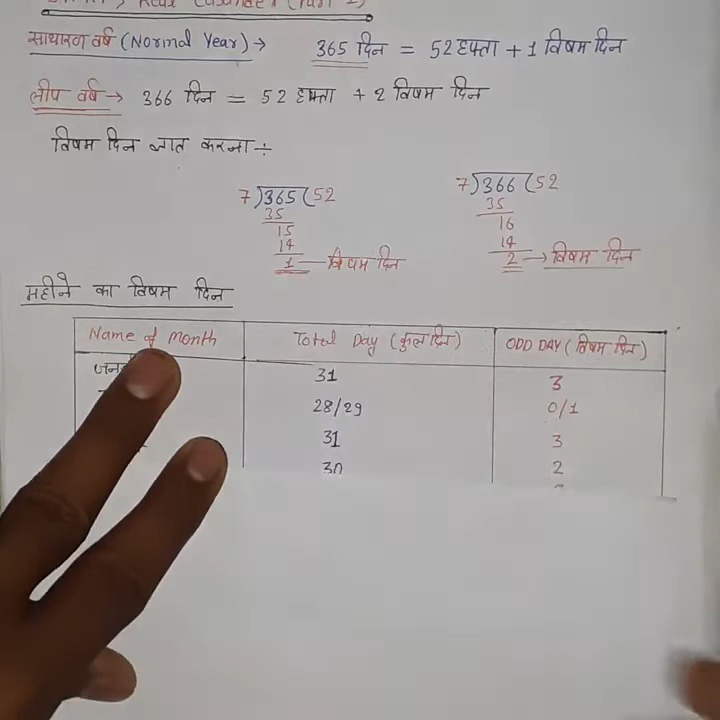 साधारण वर्ष (Normal Year) → 365 दिन = 52 हफ्ता + 1 विषम दिन
लीप वर्ष → 366 दिन = 52 हफ्ता + 2 विषम दिन
विषम दिन ज्ञात करना ÷
7)365(52
35
15
14
1 — विषम दिन
7)366(52
35
16
14
2 → विषम दिन
महीने का विषम दिन
Name of Month Total Day (कुल दिन) ODD DAY (विषम दिन)
31 3
28/29 0/1
31 3
30 2